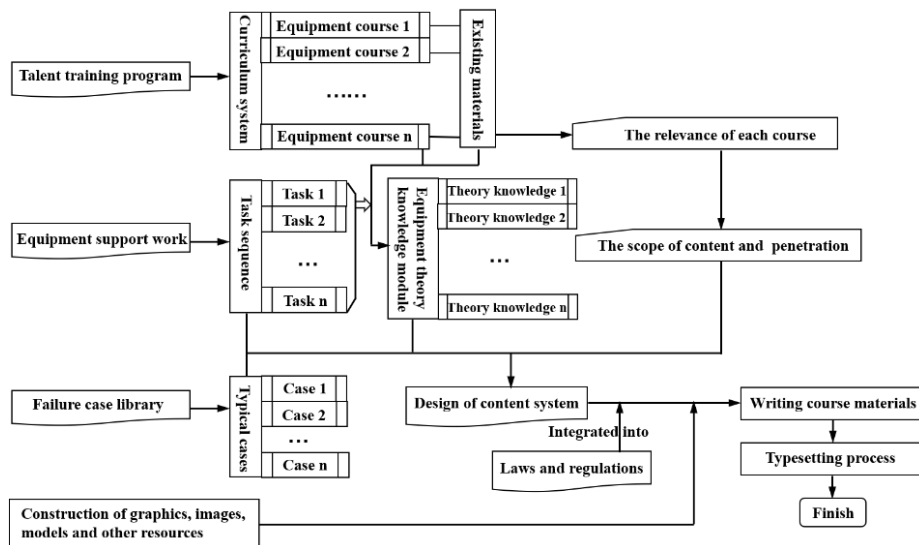 Talent training program
Curriculum system
Equipment course 1
Equipment course 2
……
Equipment course n
Existing materials
The relevance of each course
Equipment support work
Task sequence
Task 1
Task 2
...
Task n
Equipment theory
knowledge module
Theory knowledge 1
Theory knowledge 2
...
Theory knowledge n
The scope of content and penetration
Failure case library
Typical cases
Case 1
Case 2
...
Case n
Design of content system
Integrated into
Laws and regulations
Writing course materials
Typesetting process
Finish
Construction of graphics, images,
models and other resources